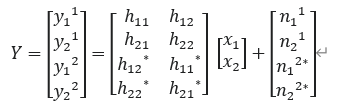 Y = [y₁¹ y₂¹ y₁² y₂²] = [h₁₁ h₁₂ h₂₁ h₂₂ h₁₂* h₁₁* h₂₂* h₂₁*] [x₁ x₂] + [n₁¹ n₂¹ n₁²* n₂²*]↵